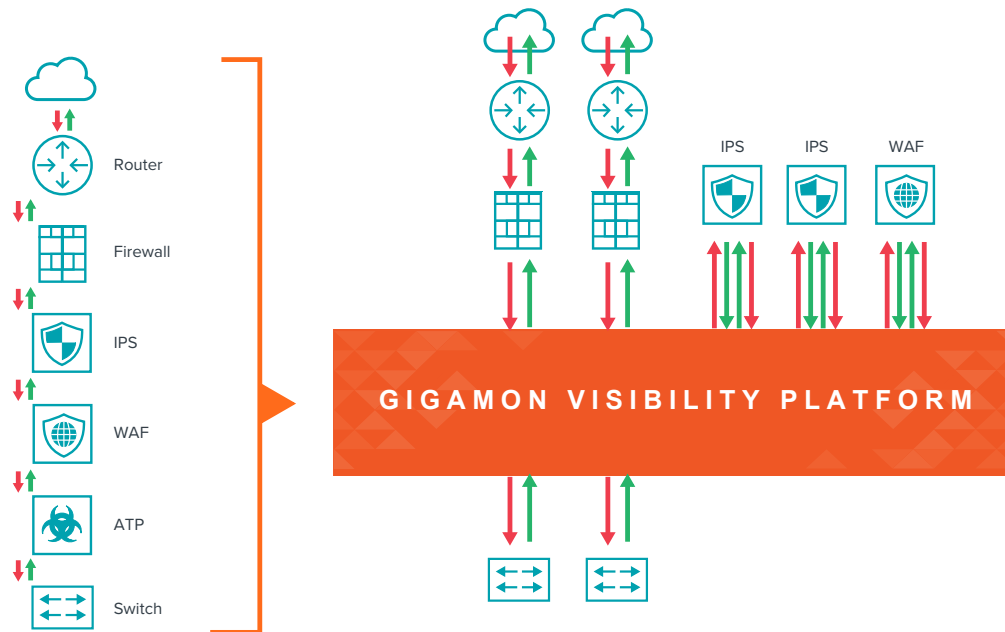 Router
Firewall
IPS
WAF
ATP
Switch
IPS
IPS
WAF
GIGAMON VISIBILITY PLATFORM